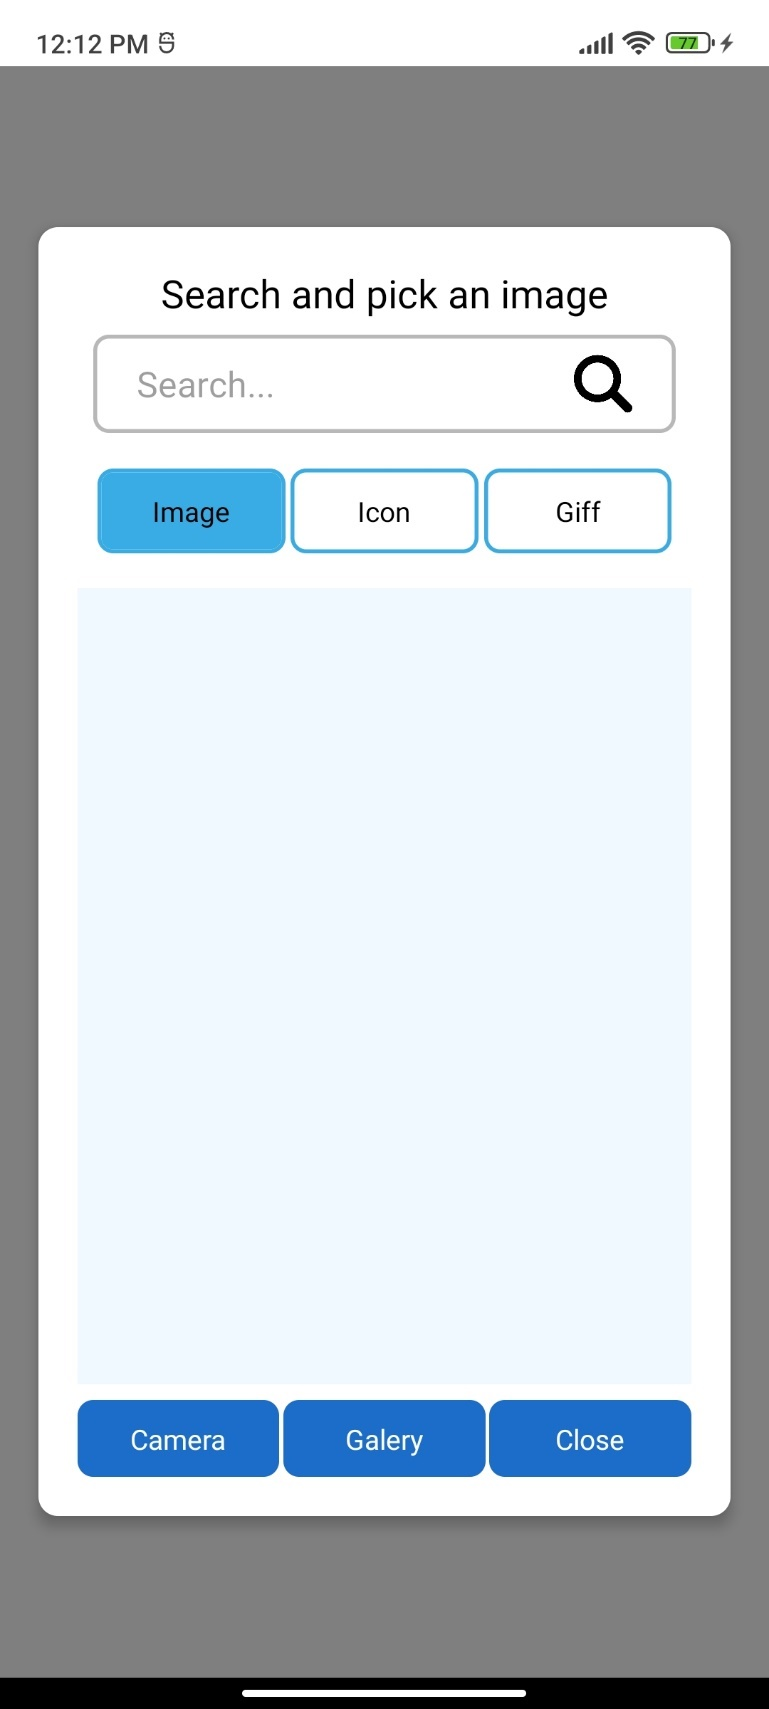 12:12 PM
77
Search and pick an image
Search...
Image Icon Giff
Camera Galery Close